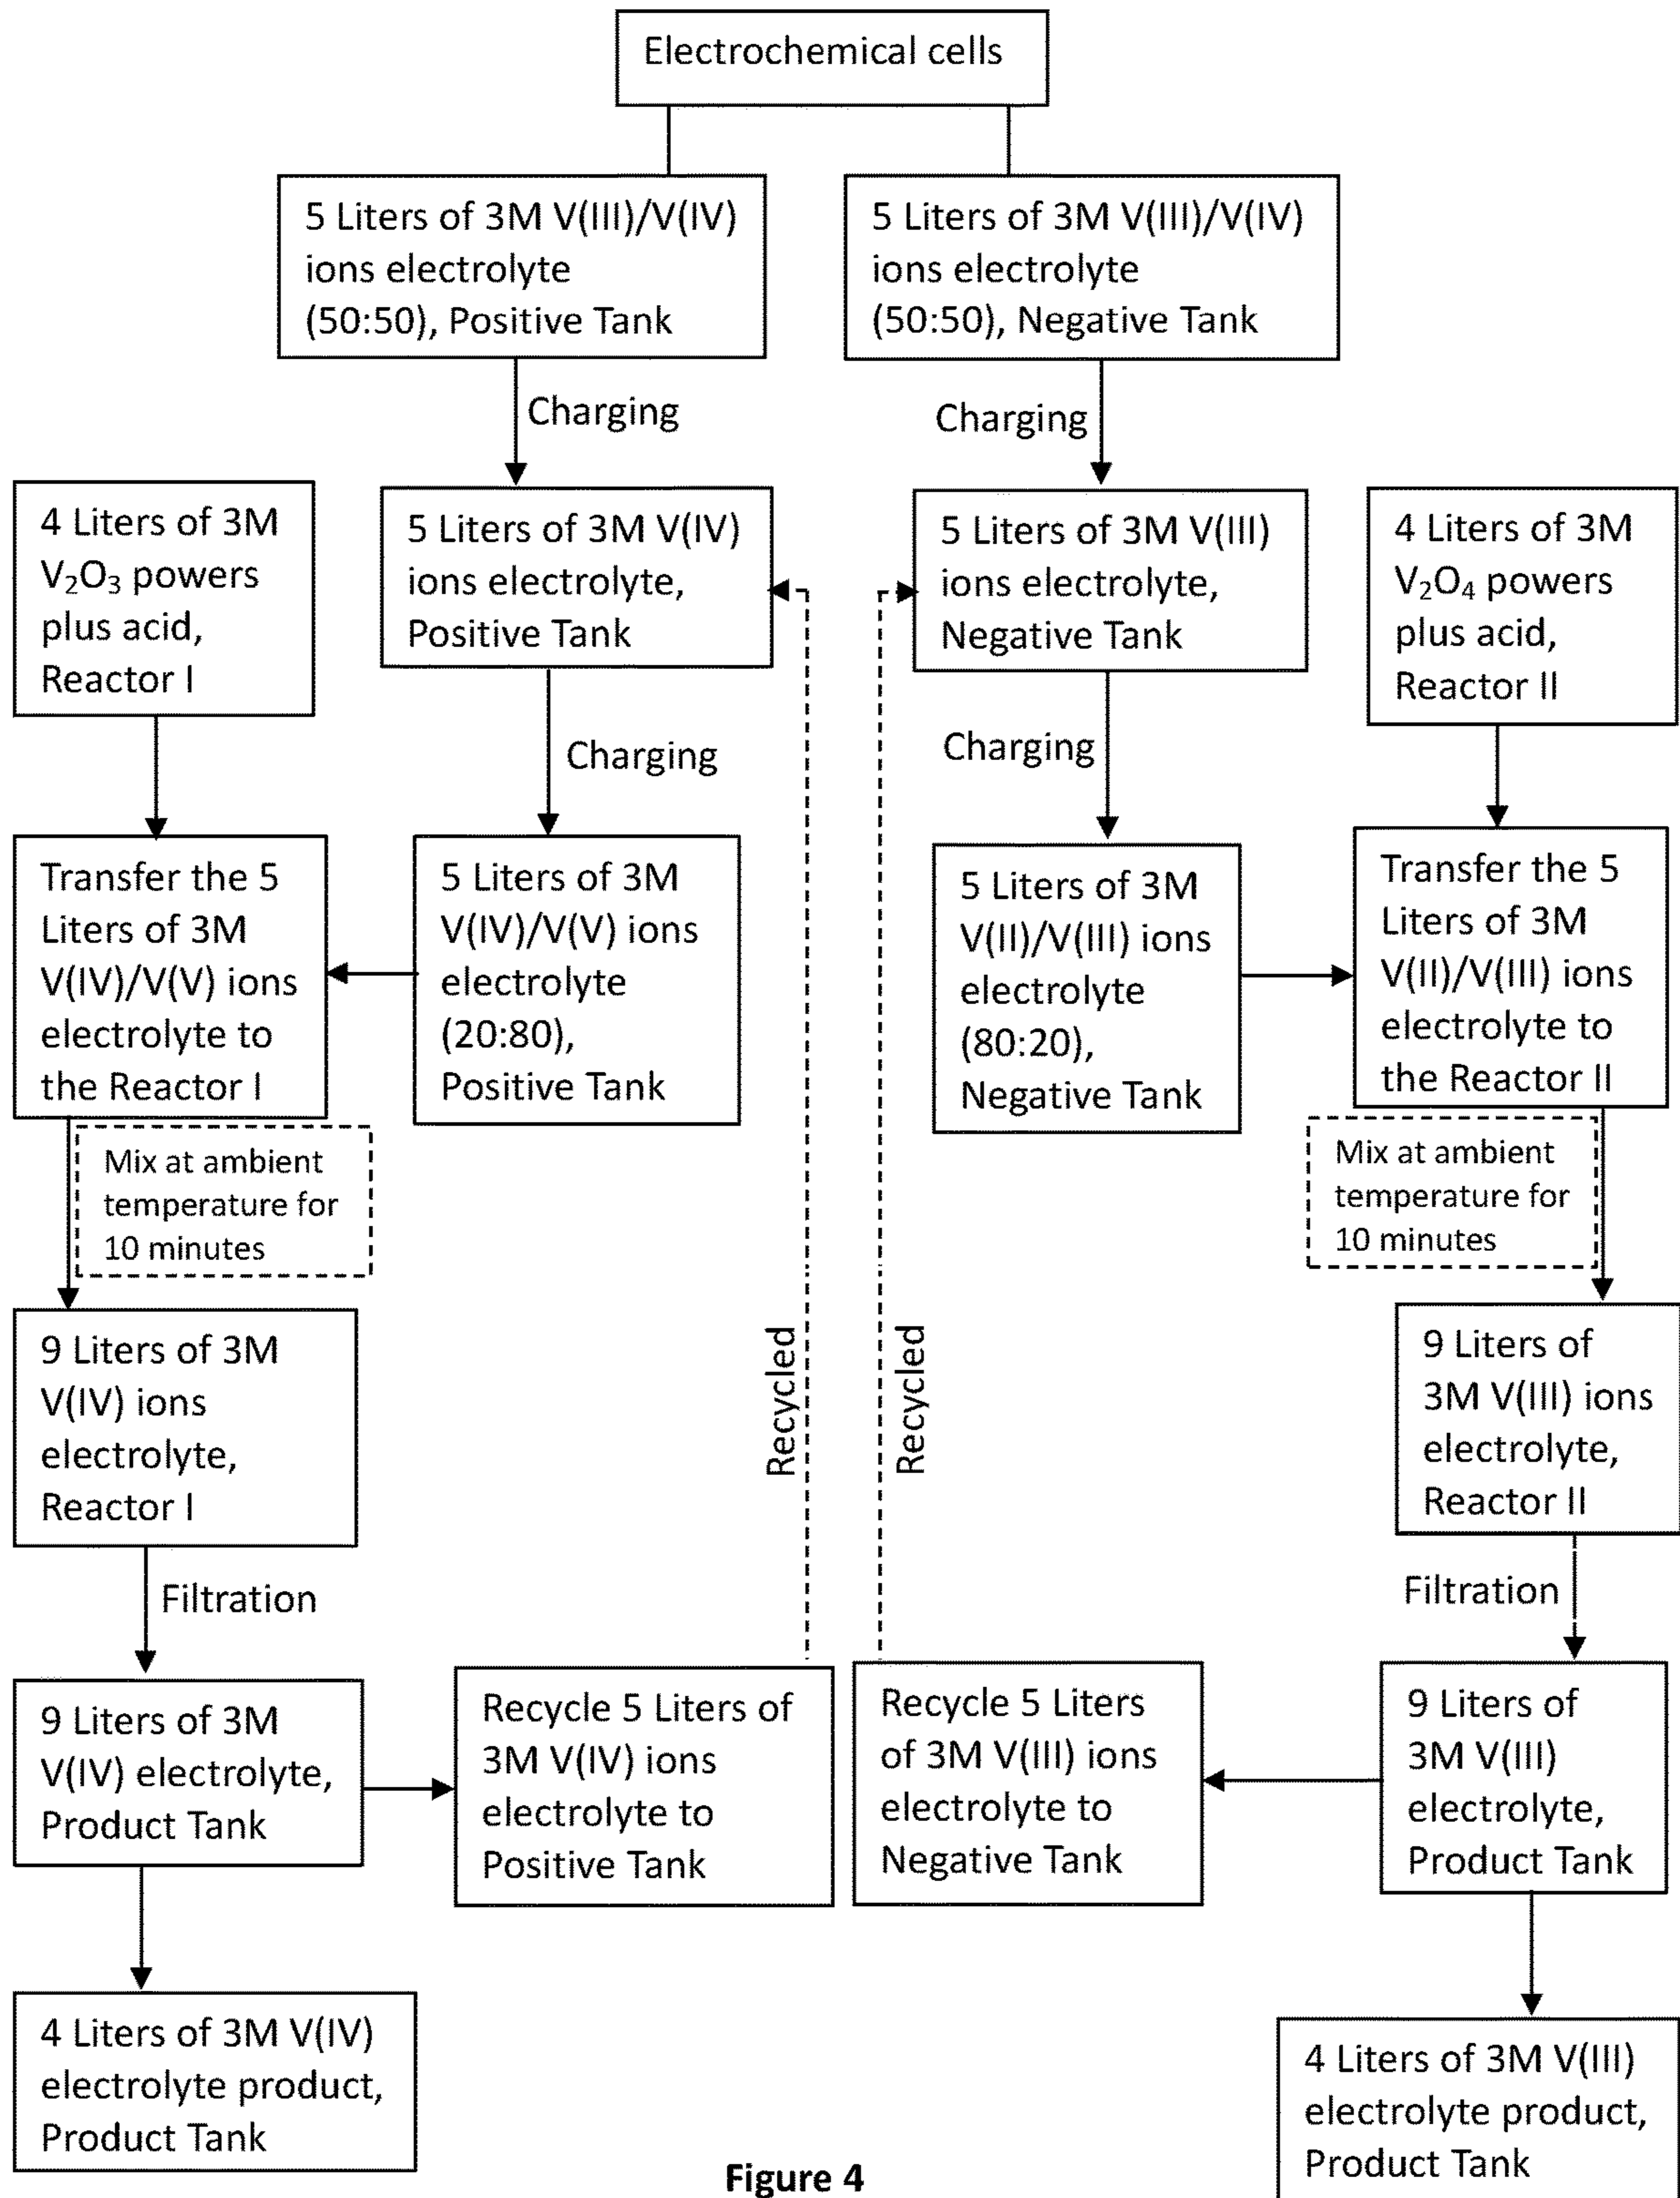 Electrochemical cells
5 Liters of 3M V(III)/V(IV)
ions electrolyte
(50:50), Positive Tank
5 Liters of 3M V(III)/V(IV)
ions electrolyte
(50:50), Negative Tank
Charging
Charging
4 Liters of 3M
V₂O₃ powers
plus acid,
Reactor I
5 Liters of 3M V(IV)
ions electrolyte,
Positive Tank
5 Liters of 3M V(III)
ions electrolyte,
Negative Tank
4 Liters of 3M
V₂O₄ powers
plus acid,
Reactor II
Charging
Charging
Transfer the 5
Liters of 3M
V(IV)/V(V) ions
electrolyte to
the Reactor I
5 Liters of 3M
V(IV)/V(V) ions
electrolyte
(20:80),
Positive Tank
5 Liters of 3M
V(II)/V(III) ions
electrolyte
(80:20),
Negative Tank
Transfer the 5
Liters of 3M
V(II)/V(III) ions
electrolyte to
the Reactor II
Mix at ambient
temperature for
10 minutes
Mix at ambient
temperature for
10 minutes
9 Liters of 3M
V(IV) ions
electrolyte,
Reactor I
Recycled
Recycled
9 Liters of
3M V(III) ions
electrolyte,
Reactor II
Filtration
Filtration
9 Liters of 3M
V(IV) electrolyte,
Product Tank
Recycle 5 Liters of
3M V(IV) ions
electrolyte to
Positive Tank
Recycle 5 Liters
of 3M V(III) ions
electrolyte to
Negative Tank
9 Liters of
3M V(III)
electrolyte,
Product Tank
4 Liters of 3M V(IV)
electrolyte product,
Product Tank
4 Liters of 3M V(III)
electrolyte product,
Product Tank
Figure 4